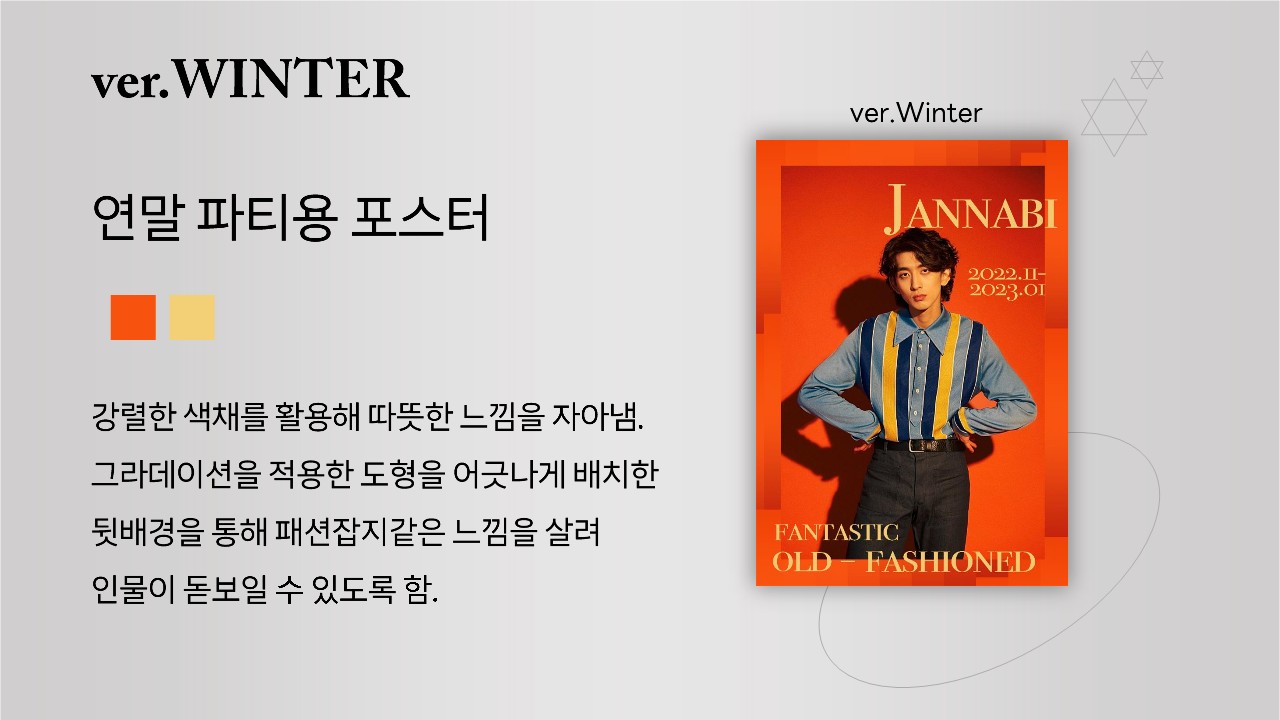 ver.WINTER
연말 파티용 포스터
강렬한 색채를 활용해 따뜻한 느낌을 자아냄.
그라데이션을 적용한 도형을 어긋나게 배치한
뒷배경을 통해 패션잡지같은 느낌을 살려
인물이 돋보일 수 있도록 함.
ver.Winter
JANNABI
2022.11-
2023.01
FANTASTIC
OLD - FASHIONED